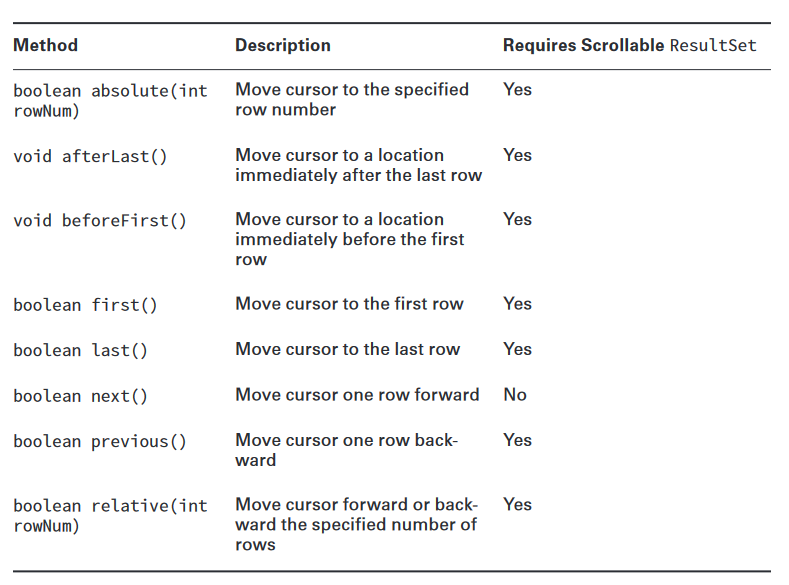 Method Description Requires Scrollable ResultSet
boolean absolute(int Move cursor to the specified Yes
rowNum) row number
void afterLast() Move cursor to a location Yes
immediately after the last row
void beforeFirst() Move cursor to a location Yes
immediately before the first
row
boolean first() Move cursor to the first row Yes
boolean last() Move cursor to the last row Yes
boolean next() Move cursor one row forward No
boolean previous() Move cursor one row back- Yes
ward
boolean relative(int Move cursor forward or back- Yes
rowNum) ward the specified number of
rows